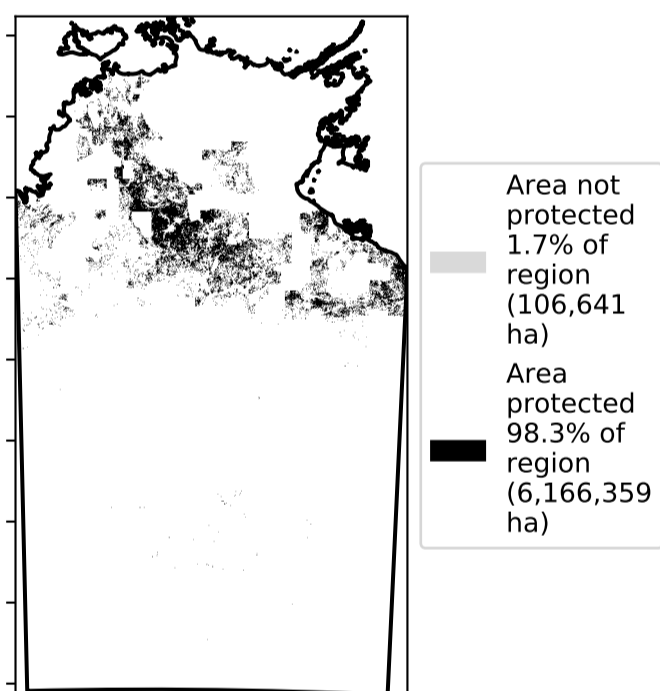 Area not
protected
1.7% of
region
(106,641
ha)
Area
protected
98.3% of
region
(6,166,359
ha)